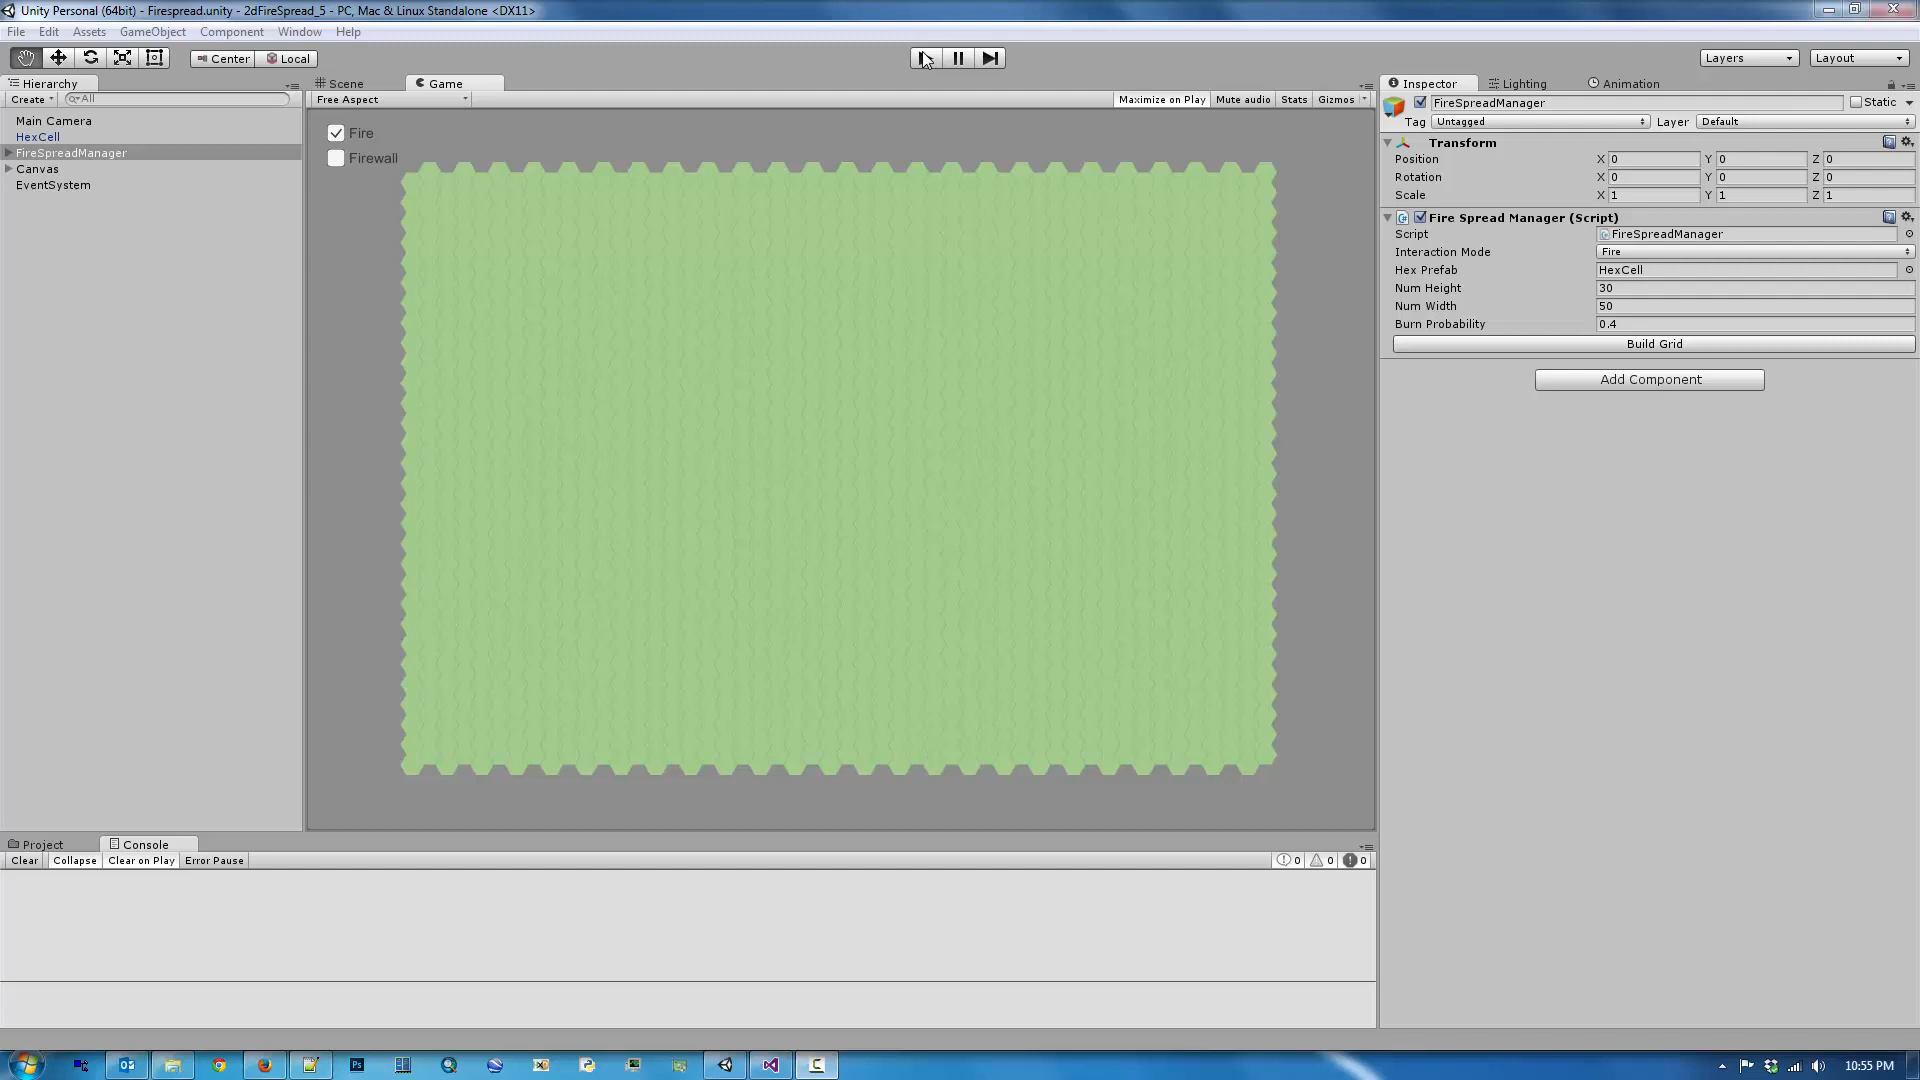 Unity Personal (64bit) - Firespread.unity - 2dFireSpread_5 - PC, Mac & Linux Standalone <DX11>
File Edit Assets GameObject Component Window Help
Center Local Layers Layout
Hierarchy
Create All
Main Camera
HexCell
FireSpreadManager
Canvas
EventSystem
Scene Game
Free Aspect Maximize on Play Mute audio Stats Gizmos
Fire
Firewall
Inspector Lighting Animation
FireSpreadManager Static
Tag Untagged Layer Default
Transform
Position X 0 Y 0 Z 0
Rotation X 0 Y 0 Z 0
Scale X 1 Y 1 Z 1
Fire Spread Manager (Script)
Script FireSpreadManager
Interaction Mode Fire
Hex Prefab HexCell
Num Height 30
Num Width 50
Burn Probability 0.4
Build Grid
Add Component
Project Console
Clear Collapse Clear on Play Error Pause 0 0 0
10:55 PM